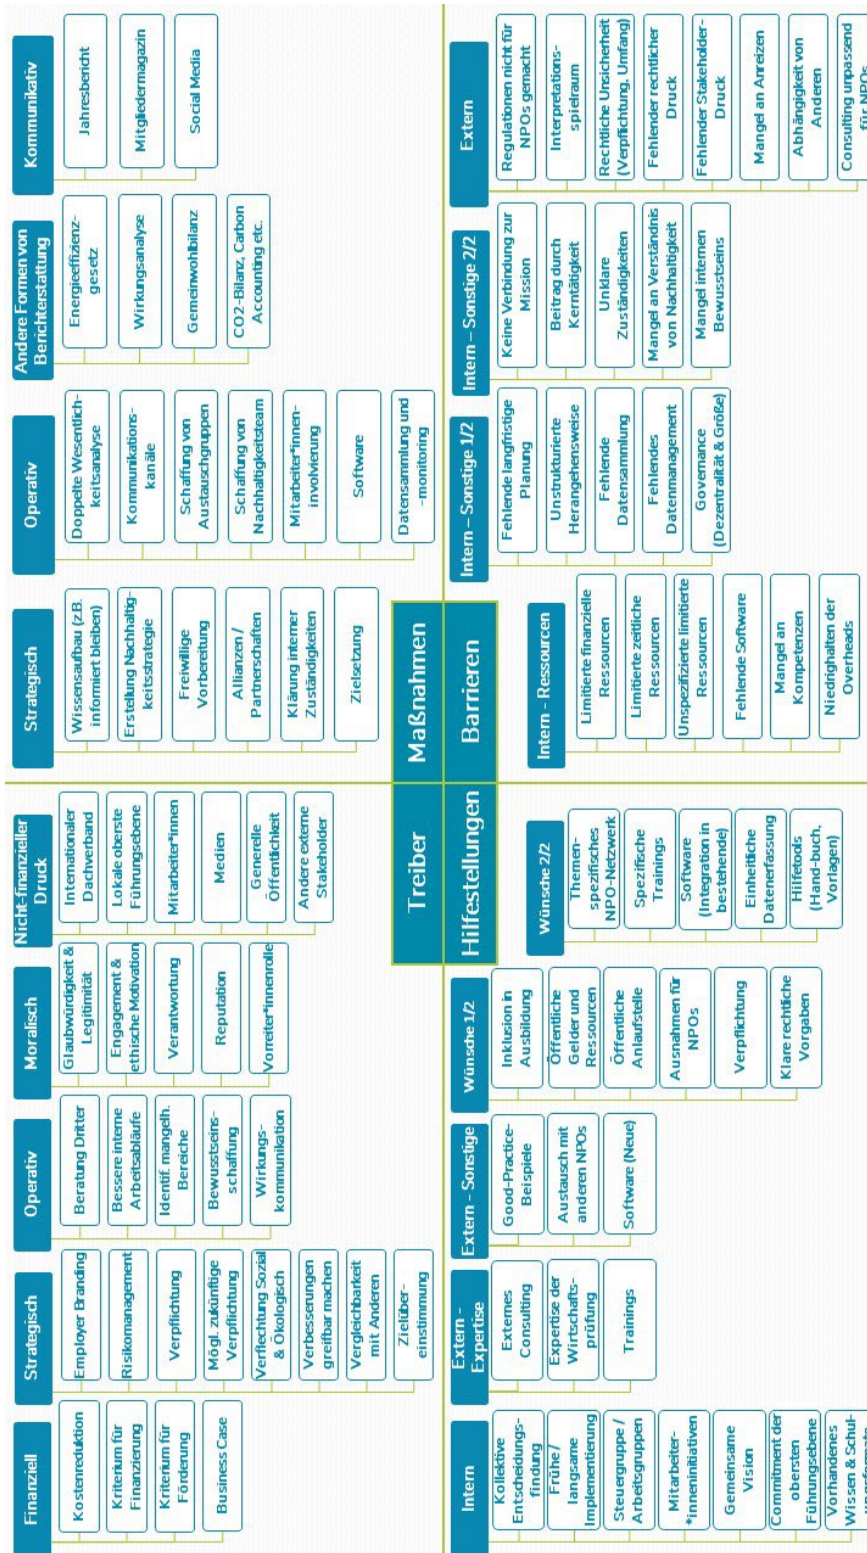 Finanziell
Kostenreduktion
Kriterium für
Finanzierung
Kriterium für
Förderung
Business Case
Strategisch
Employer Branding
Risikomanagement
Verpflichtung
Mögl. zukünftige
Verpflichtung
Verflechtung Sozial
& Ökologisch
Verbesserungen
greifbar machen
Vergleichbarkeit
mit Anderen
Zielüber-
einstimmung
Operativ
Beratung Dritter
Bessere interne
Arbeitsabläufe
Identif. mangelh.
Bereiche
Bewusstseins-
schaffung
Wirkungs-
kommunikation
Moralisch
Glaubwürdigkeit &
Legitimität
Engagement &
ethische Motivation
Verantwortung
Reputation
Vorreiter*innenrolle
Nicht-finanzieller
Druck
Internationaler
Dachverband
Lokale oberste
Führungsebene
Mitarbeiter*innen
Medien
Generelle
Öffentlichkeit
Andere externe
Stakeholder
Treiber
Strategisch
Wissensaufbau (z.B.
informiert bleiben)
Erstellung Nachhaltig-
keitsstrategie
Freiwillige
Vorbereitung
Allianzen /
Partnerschaften
Klärung interner
Zuständigkeiten
Zielsetzung
Operativ
Doppelte Wesentlich-
keitsanalyse
Kommunikations-
kanäle
Schaffung von
Austauschgruppen
Schaffung von
Nachhaltigkeitsteam
Mitarbeiter*innen-
involvierung
Software
Datensammlung und
-monitoring
Andere Formen von
Berichterstattung
Energieeffizienz-
gesetz
Wirkungsanalyse
Gemeinwohlbilanz
CO2-Bilanz, Carbon
Accounting etc.
Kommunikativ
Jahresbericht
Mitgliedermagazin
Social Media
Maßnahmen
Hilfestellungen
Intern
Kollektive
Entscheidungs-
findung
Frühe /
langsame
Implementierung
Steuergruppe /
Arbeitsgruppen
Mitarbeiter-
*inneninitiativen
Gemeinsame
Vision
Commitment der
obersten
Führungsebene
Vorhandenes
Wissen & Schul-
Extern -
Expertise
Externes
Consulting
Expertise der
Wirtschafts-
prüfung
Trainings
Extern - Sonstige
Good-Practice-
Beispiele
Austausch mit
anderen NPOs
Software (Neue)
Wünsche 1/2
Inklusion in
Ausbildung
Öffentliche
Gelder und
Ressourcen
Öffentliche
Anlaufstelle
Ausnahmen für
NPOs
Verpflichtung
Klare rechtliche
Vorgaben
Wünsche 2/2
Themen-
spezifisches
NPO-Netzwerk
Spezifische
Trainings
Software
(Integration in
bestehende)
Einheitliche
Datenerfassung
Hilfetools
(Hand-buch,
Vorlagen)
Barrieren
Intern - Ressourcen
Limitierte finanzielle
Ressourcen
Limitierte zeitliche
Ressourcen
Unspezifizierte limitierte
Ressourcen
Fehlende Software
Mangel an
Kompetenzen
Niedrighalten der
Overheads
Intern – Sonstige 1/2
Fehlende langfristige
Planung
Unstrukturierte
Herangehensweise
Fehlende
Datensammlung
Fehlendes
Datenmanagement
Governance
(Dezentralität & Größe)
Intern – Sonstige 2/2
Keine Verbindung zur
Mission
Beitrag durch
Kerntätigkeit
Unklare
Zuständigkeiten
Mangel an Verständnis
von Nachhaltigkeit
Mangel internen
Bewusstseins
Extern
Regulationen nicht für
NPOs gemacht
Interpretations-
spielraum
Rechtliche Unsicherheit
(Verpflichtung, Umfang)
Fehlender rechtlicher
Druck
Fehlender Stakeholder-
Druck
Mangel an Anreizen
Abhängigkeit von
Anderen
Consulting unpassend
für NPOs